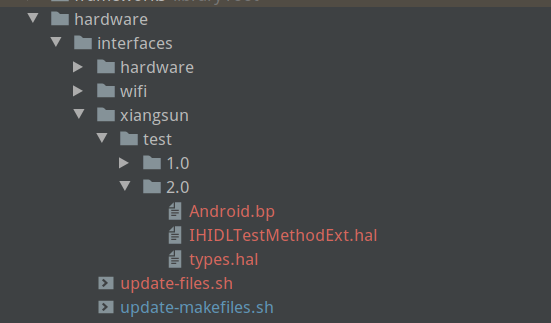 hardware
interfaces
hardware
wifi
xiangsun
test
1.0
2.0
Android.bp
IHIDLTestMethodExt.hal
types.hal
update-files.sh
update-makefiles.sh